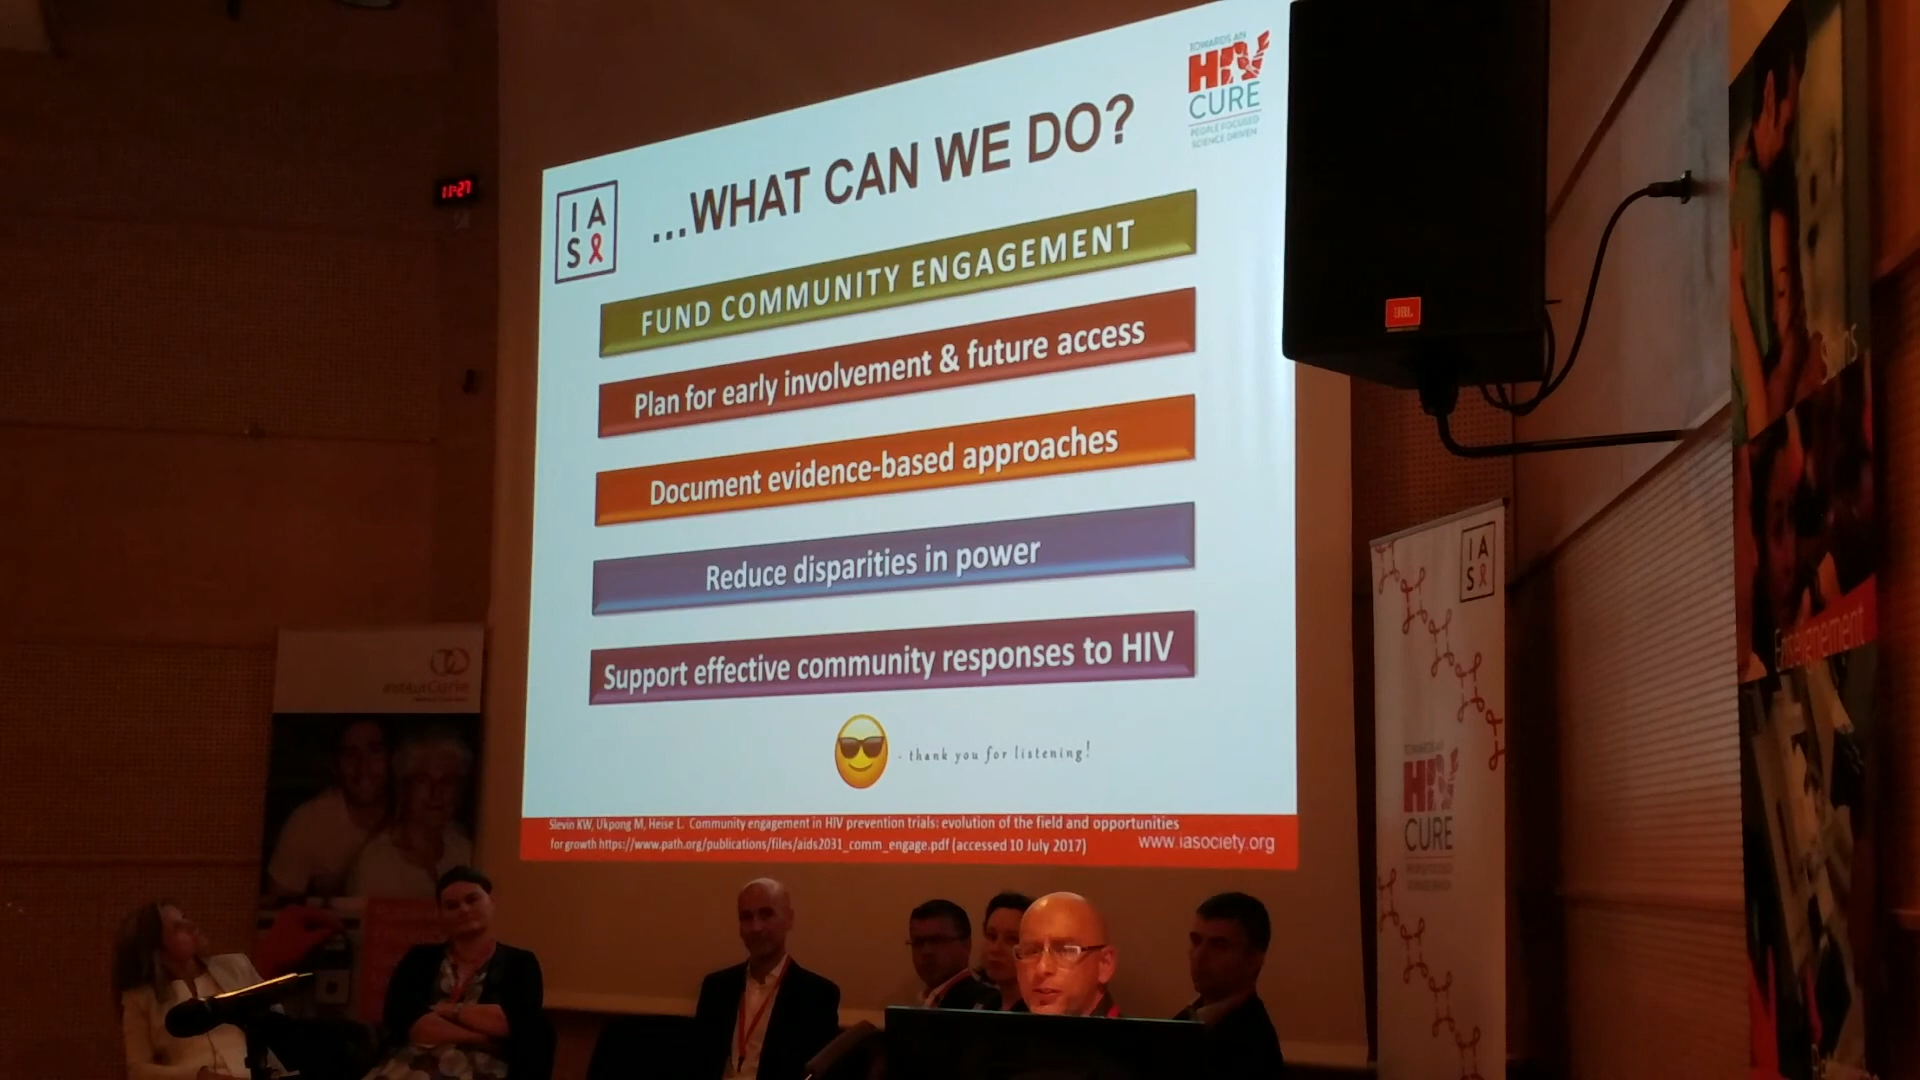 TOWARDS AN
HIV
CURE
PEOPLE FOCUSED
SCIENCE DRIVEN
I A
S
...WHAT CAN WE DO?
11:27
FUND COMMUNITY ENGAGEMENT
Plan for early involvement & future access
Document evidence-based approaches
Reduce disparities in power
Support effective community responses to HIV
- thank you for listening!
Slevin KW, Ukpong M, Heise L. Community engagement in HIV prevention trials: evolution of the field and opportunities
for growth https://www.path.org/publications/files/aids2031_comm_engage.pdf (accessed 10 July 2017)
www.iasociety.org
JBL
institutCurie
I A
S
TOWARDS AN
HIV
CURE
Enseignement